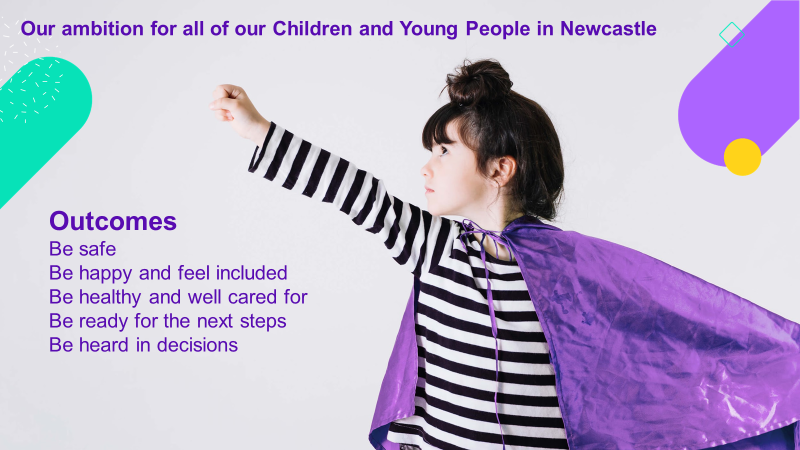 Our ambition for all of our Children and Young People in Newcastle
Outcomes
Be safe
Be happy and feel included
Be healthy and well cared for
Be ready for the next steps
Be heard in decisions